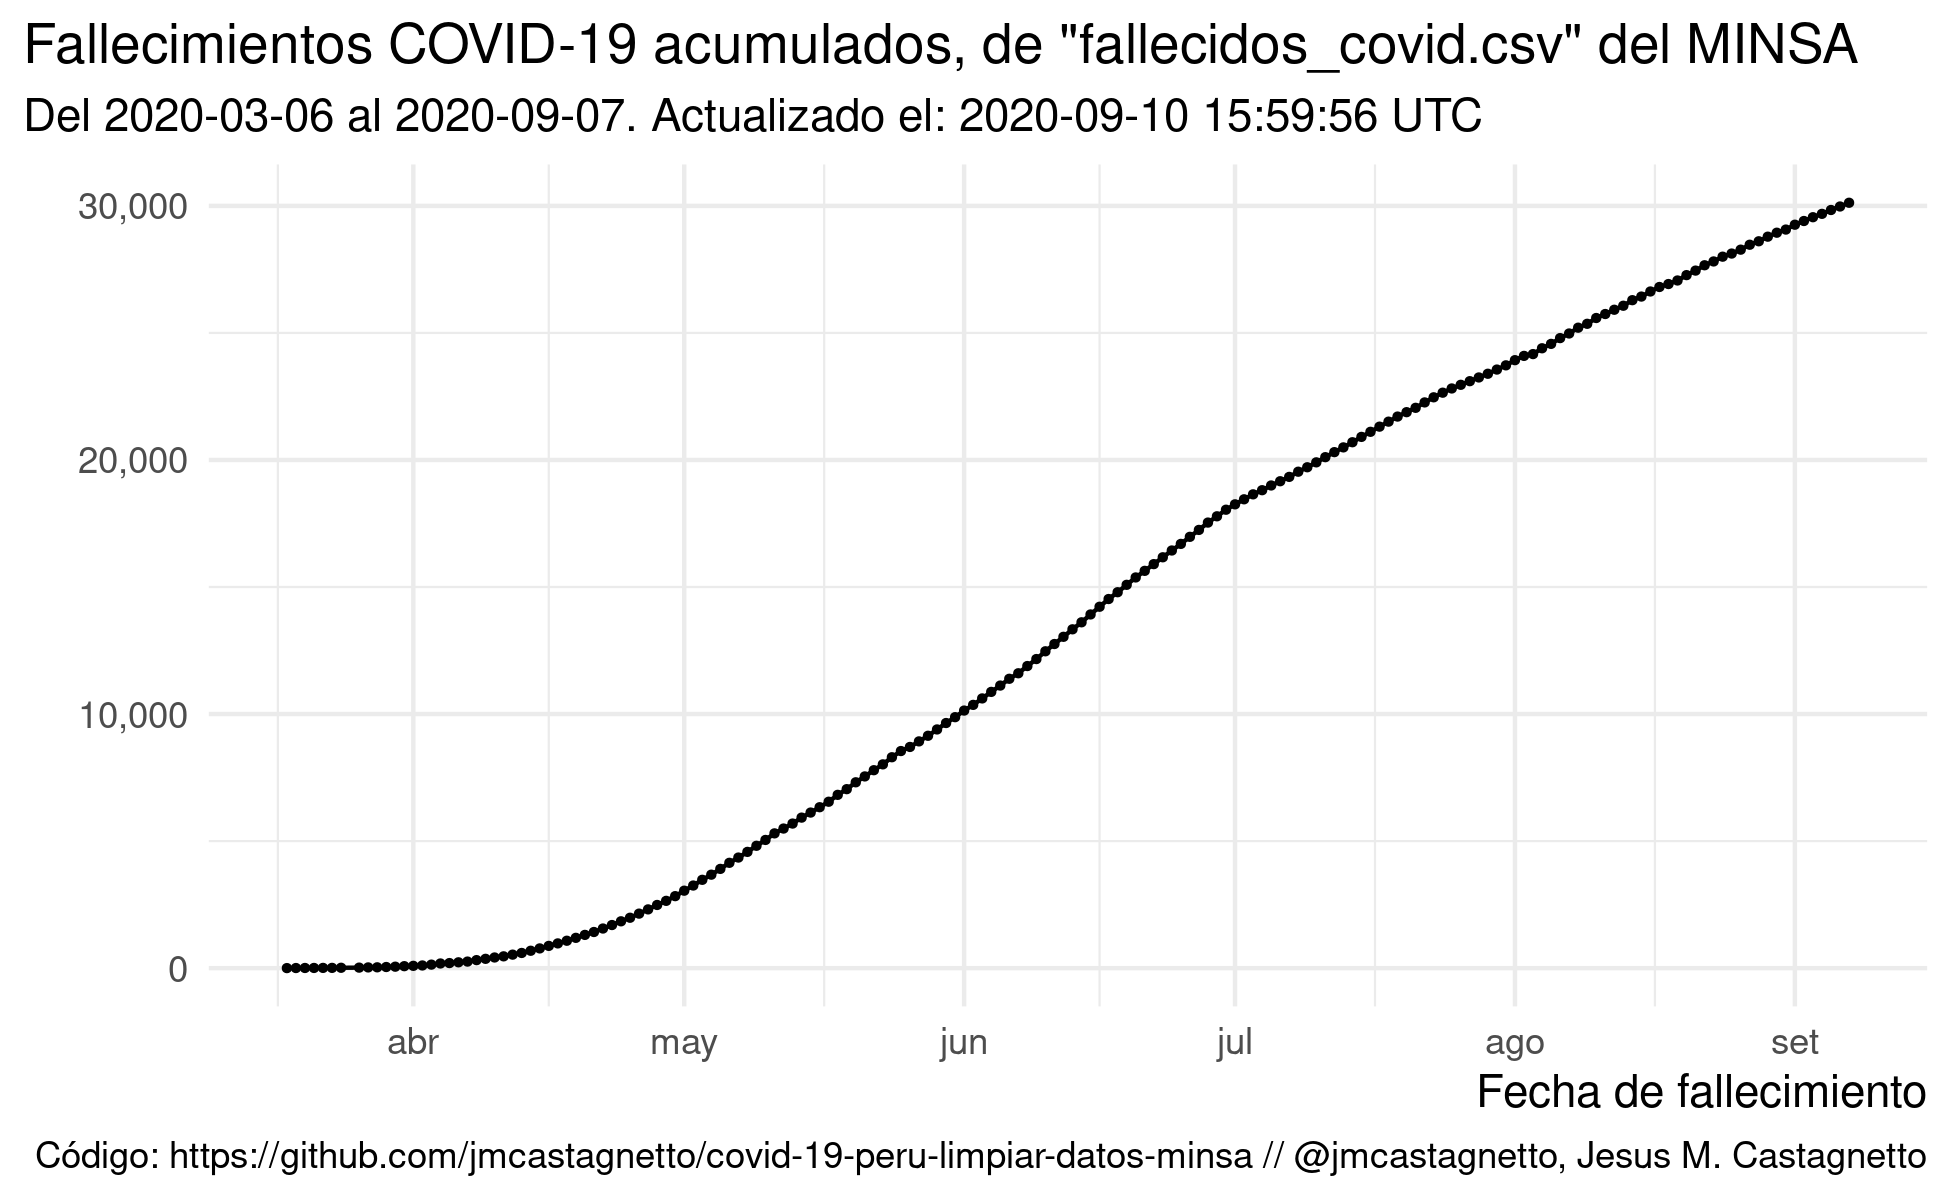 Fallecimientos COVID-19 acumulados, de "fallecidos_covid.csv" del MINSA
Del 2020-03-06 al 2020-09-07. Actualizado el: 2020-09-10 15:59:56 UTC
30,000
20,000
10,000
0
abr may jun jul ago set
Fecha de fallecimiento
Código: https://github.com/jmcastagnetto/covid-19-peru-limpiar-datos-minsa // @jmcastagnetto, Jesus M. Castagnetto